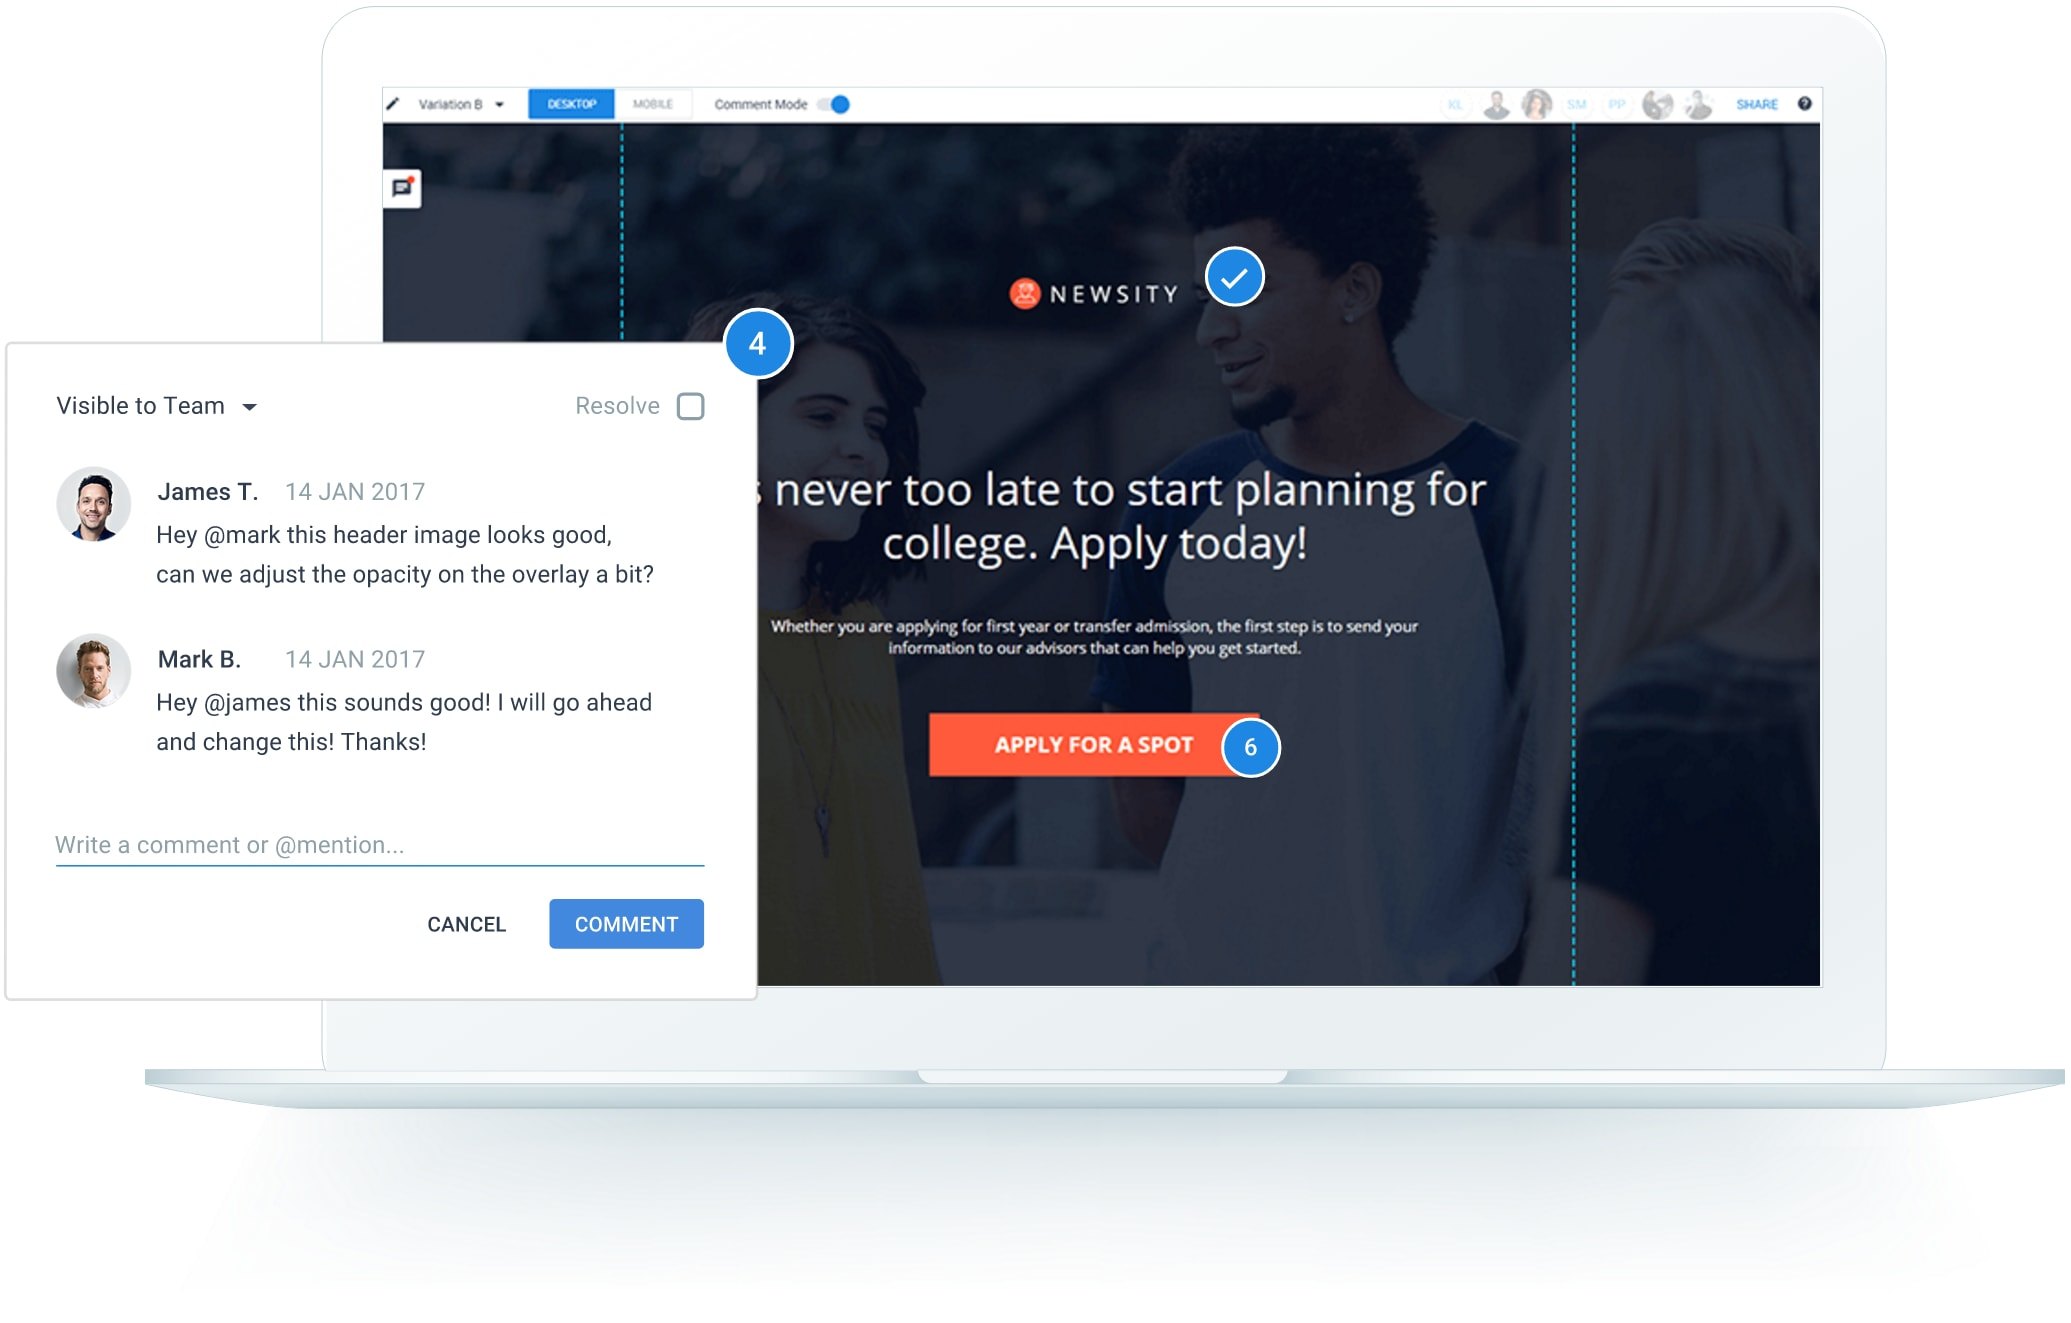 Variation B
DESKTOP
MOBILE
Comment Mode
KL
SM
PP
SHARE
?
NEWSITY
4
Visible to Team
Resolve
James T. 14 JAN 2017
Hey @mark this header image looks good,
can we adjust the opacity on the overlay a bit?
Mark B. 14 JAN 2017
Hey @james this sounds good! I will go ahead
and change this! Thanks!
Write a comment or @mention...
CANCEL
COMMENT
never too late to start planning for
college. Apply today!
Whether you are applying for first year or transfer admission, the first step is to send your
information to our advisors that can help you get started.
APPLY FOR A SPOT
6